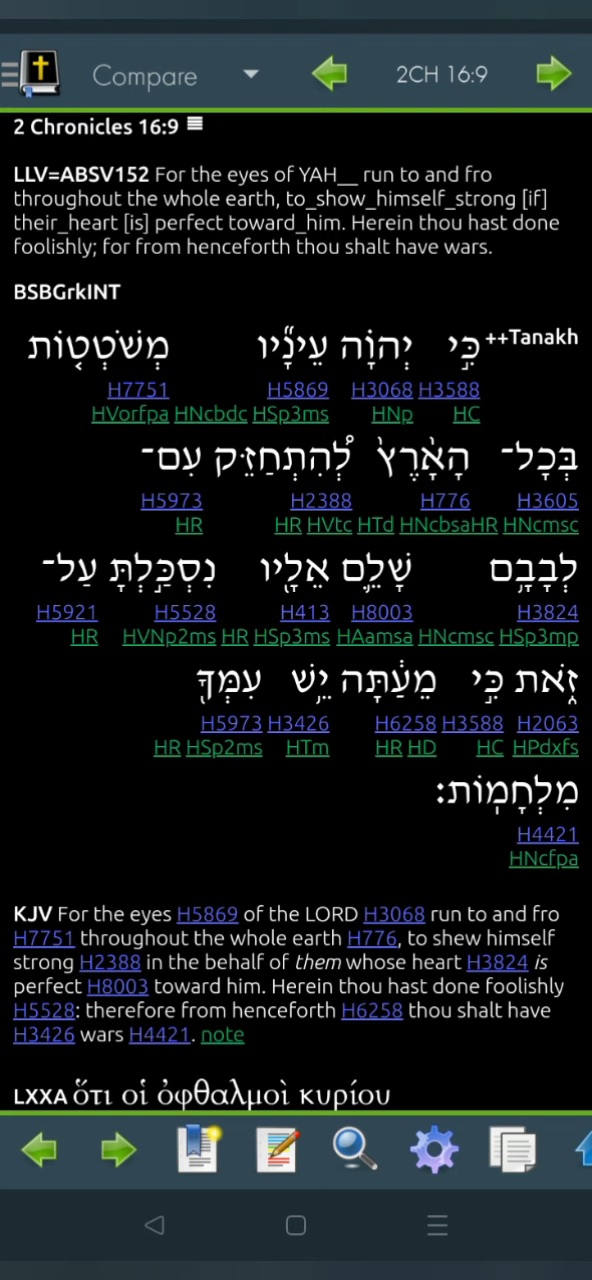 Compare
2CH 16:9
2 Chronicles 16:9
LLV=ABSV152 For the eyes of YAH__ run to and fro
throughout the whole earth, to_show_himself_strong [if]
their_heart [is] perfect toward_him. Herein thou hast done
foolishly; for from henceforth thou shalt have wars.
BSBGrkINT
++Tanakh כִּ֣י יְהוָ֗ה עֵינָ֞יו מְשֹׁטְט֤וֹת
H7751 H5869 H3068 H3588
HVorfpa HNcbdc HSp3ms HNp HC
בְּכָל־ הָאָ֙רֶץ֙ לְ֠הִתְחַזֵּק עִם־
H5973 H2388 H776 H3605
HR HR HVtc HTd HNcbsaHR HNcmsc
לְבָבָ֥ם שָׁלֵ֛ם אֵלָ֖יו נִסְכַּ֣לְתָּ עַל־
H5921 H5528 H413 H8003 H3824
HR HVNp2ms HR HSp3ms HAamsa HNcmsc HSp3mp
זֹ֑את כִּ֣י מֵעַ֔תָּה יֵ֥שׁ עִמְּךָ֖
H5973 H3426 H6258 H3588 H2063
HR HSp2ms HTm HR HD HC HPdxfs
מִלְחָמֽוֹת׃
H4421
HNcfpa
KJV For the eyes H5869 of the LORD H3068 run to and fro
H7751 throughout the whole earth H776, to shew himself
strong H2388 in the behalf of them whose heart H3824 is
perfect H8003 toward him. Herein thou hast done foolishly
H5528: therefore from henceforth H6258 thou shalt have
H3426 wars H4421. note
LXXA ὅτι οἱ ὀφθαλμοὶ κυρίου